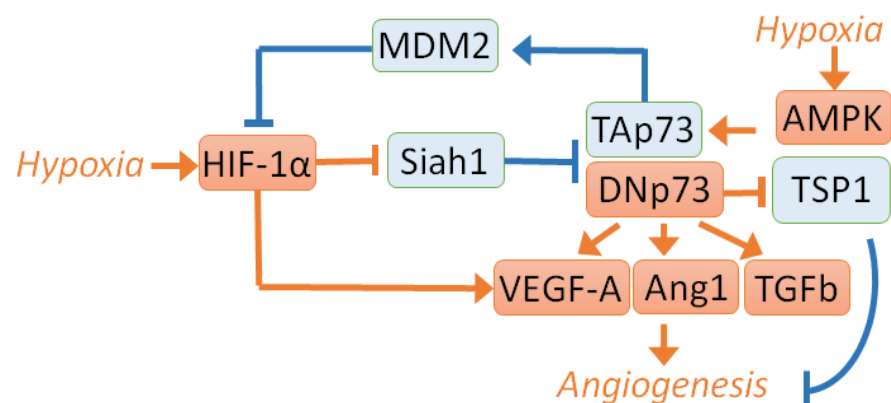 Hypoxia
MDM2
AMPK
TAp73
Hypoxia
HIF-1α
Siah1
DNp73
TSP1
VEGF-A
Ang1
TGFb
Angiogenesis